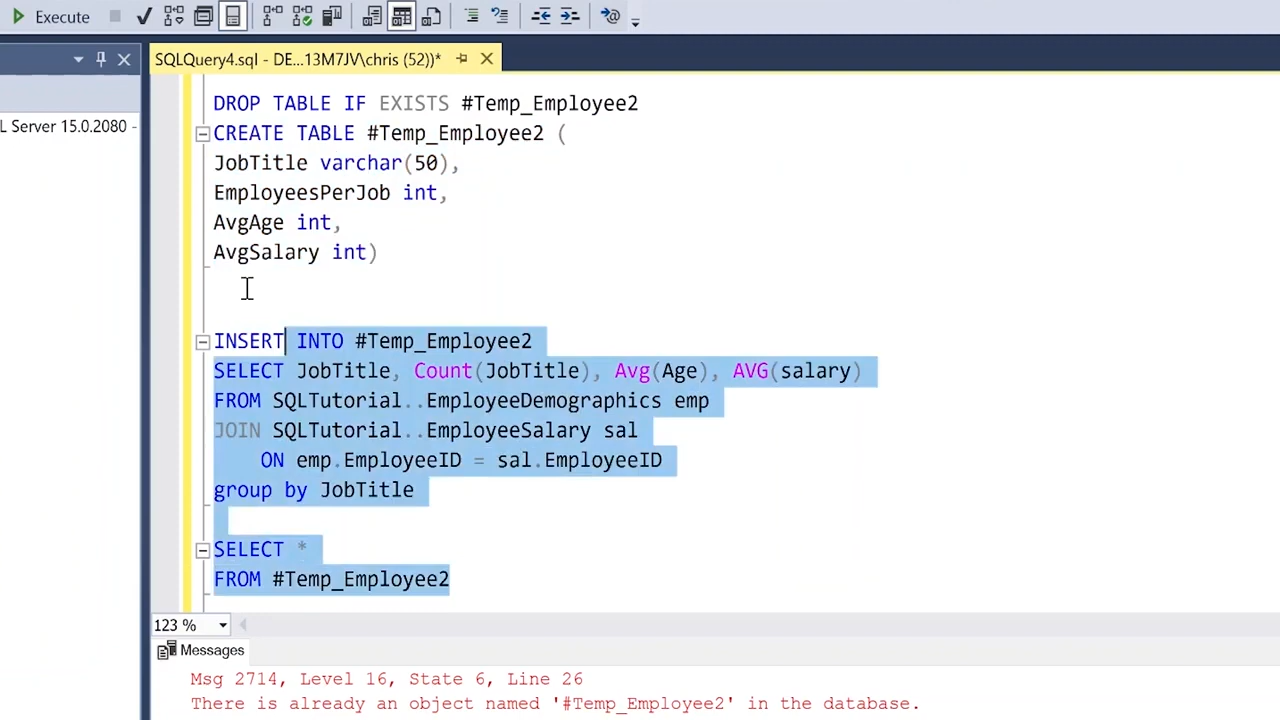 Execute
SQLQuery4.sql - DE...13M7JV\chris (52))*
L Server 15.0.2080 -
DROP TABLE IF EXISTS #Temp_Employee2
CREATE TABLE #Temp_Employee2 (
JobTitle varchar(50),
EmployeesPerJob int,
AvgAge int,
AvgSalary int)
INSERT INTO #Temp_Employee2
SELECT JobTitle, Count(JobTitle), Avg(Age), AVG(salary)
FROM SQLTutorial..EmployeeDemographics emp
JOIN SQLTutorial..EmployeeSalary sal
ON emp.EmployeeID = sal.EmployeeID
group by JobTitle
SELECT *
FROM #Temp_Employee2
123 %
Messages
Msg 2714, Level 16, State 6, Line 26
There is already an object named '#Temp_Employee2' in the database.